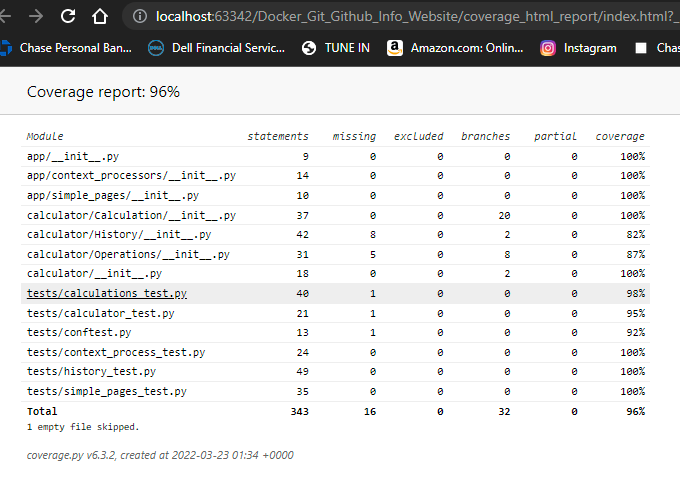 localhost:63342/Docker_Git_Github_Info_Website/coverage_html_report/index.html?_
Chase Personal Ban... DELL Dell Financial Servic... TUNE IN a Amazon.com: Onlin... Instagram Chas
Coverage report: 96%
Module statements missing excluded branches partial coverage
app/__init__.py 9 0 0 0 0 100%
app/context_processors/__init__.py 14 0 0 0 0 100%
app/simple_pages/__init__.py 10 0 0 0 0 100%
calculator/Calculation/__init__.py 37 0 0 20 0 100%
calculator/History/__init__.py 42 8 0 2 0 82%
calculator/Operations/__init__.py 31 5 0 8 0 87%
calculator/__init__.py 18 0 0 2 0 100%
tests/calculations_test.py 40 1 0 0 0 98%
tests/calculator_test.py 21 1 0 0 0 95%
tests/conftest.py 13 1 0 0 0 92%
tests/context_process_test.py 24 0 0 0 0 100%
tests/history_test.py 49 0 0 0 0 100%
tests/simple_pages_test.py 35 0 0 0 0 100%
Total 343 16 0 32 0 96%
1 empty file skipped.
coverage.py v6.3.2, created at 2022-03-23 01:34 +0000